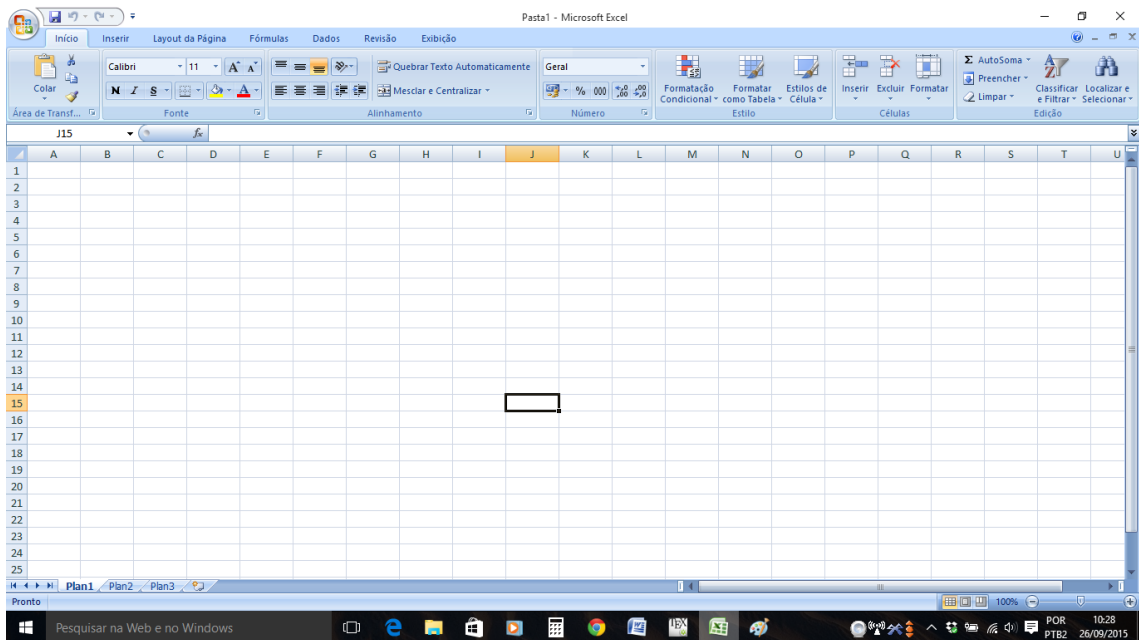 Pasta1 - Microsoft Excel
Início Inserir Layout da Página Fórmulas Dados Revisão Exibição
Colar
Área de Transf...
Calibri 11
N I S
Fonte
Quebrar Texto Automaticamente
Mesclar e Centralizar
Alinhamento
Geral
% 000 ,00 ,00
Número
Formatação Condicional
Formatar como Tabela
Estilos de Célula
Estilo
Inserir Excluir Formatar
Células
Σ AutoSoma
Preencher
Limpar
Classificar e Filtrar
Localizar e Selecionar
Edição
J15 fx
A B C D E F G H I J K L M N O P Q R S T U
1
2
3
4
5
6
7
8
9
10
11
12
13
14
15
16
17
18
19
20
21
22
23
24
25
Plan1 Plan2 Plan3
Pronto 100%
Pesquisar na Web e no Windows
POR
PTB2
10:28
26/09/2015